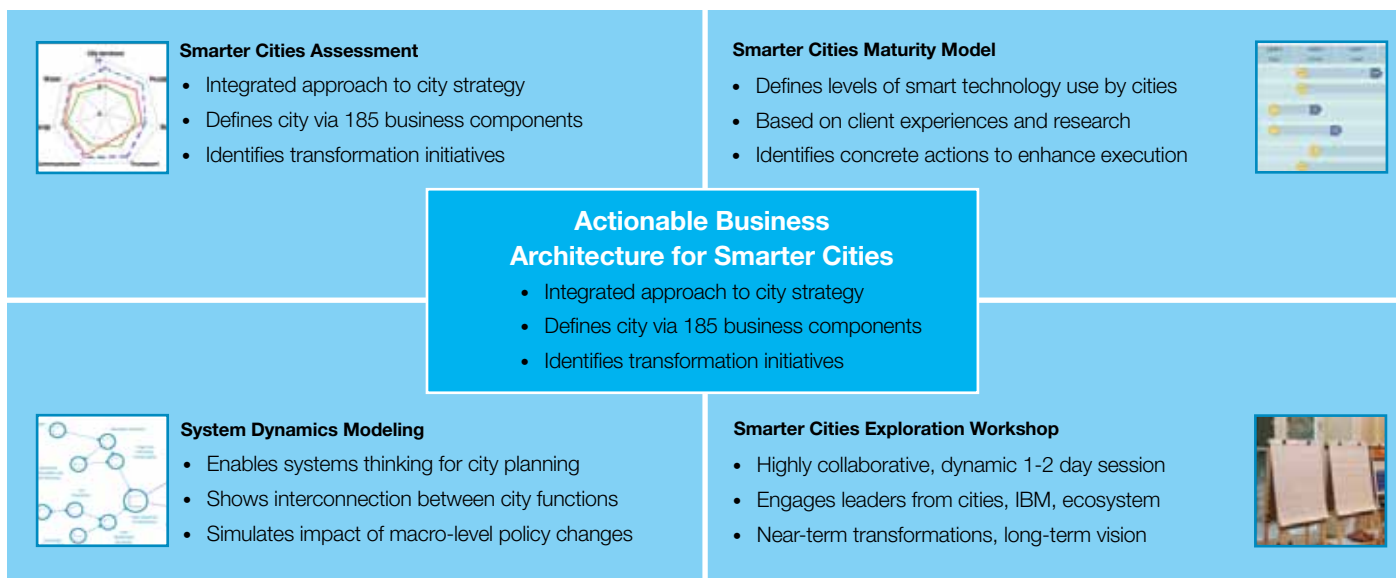 Smarter Cities Assessment
• Integrated approach to city strategy
• Defines city via 185 business components
• Identifies transformation initiatives
Smarter Cities Maturity Model
• Defines levels of smart technology use by cities
• Based on client experiences and research
• Identifies concrete actions to enhance execution
Actionable Business
Architecture for Smarter Cities
• Integrated approach to city strategy
• Defines city via 185 business components
• Identifies transformation initiatives
System Dynamics Modeling
• Enables systems thinking for city planning
• Shows interconnection between city functions
• Simulates impact of macro-level policy changes
Smarter Cities Exploration Workshop
• Highly collaborative, dynamic 1-2 day session
• Engages leaders from cities, IBM, ecosystem
• Near-term transformations, long-term vision